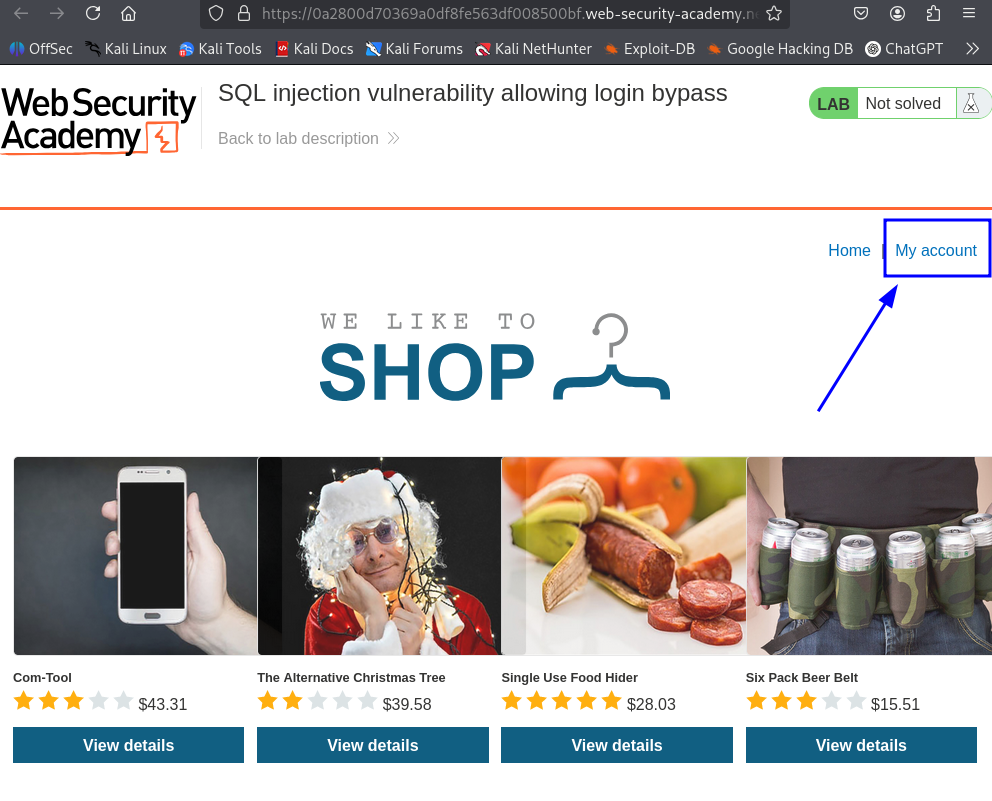 https://0a2800d70369a0df8fe563df008500bf.web-security-academy.n
OffSec Kali Linux Kali Tools Kali Docs Kali Forums Kali NetHunter Exploit-DB Google Hacking DB ChatGPT
Web Security
Academy
SQL injection vulnerability allowing login bypass
Back to lab description
LAB Not solved
Home | My account
WE LIKE TO
SHOP
Com-Tool
$43.31
View details
The Alternative Christmas Tree
$39.58
View details
Single Use Food Hider
$28.03
View details
Six Pack Beer Belt
$15.51
View details